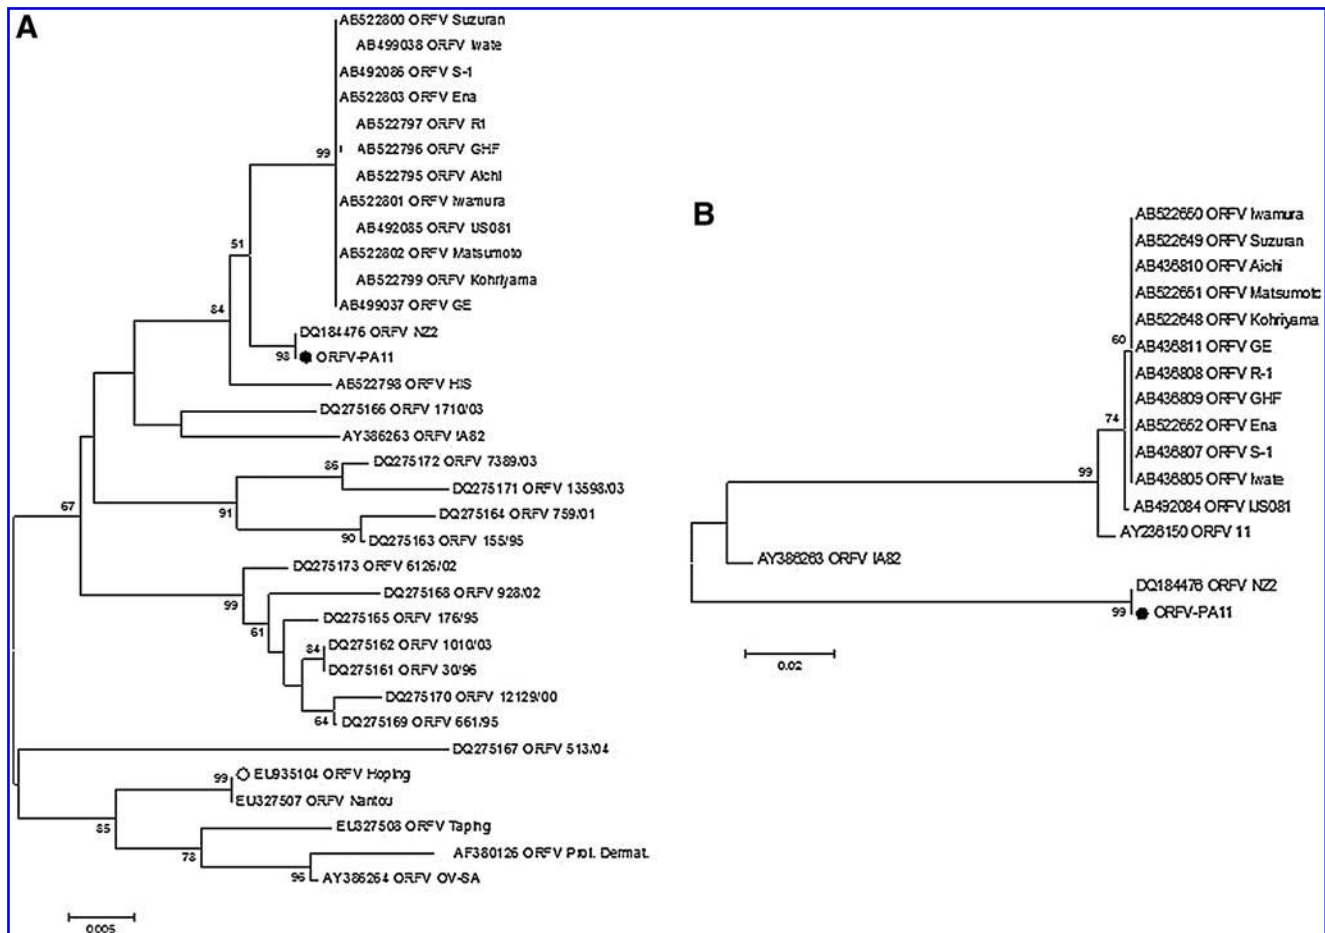 A
AB522800 ORFV Suzuran
AB499038 ORFV Iwate
AB492086 ORFV S-1
AB522803 ORFV Ena
AB522797 ORFV R1
99
AB522796 ORFV GHF
AB522795 ORFV Aichi
AB522801 ORFV Iwamura
AB492085 ORFV IJS081
51
AB522802 ORFV Matsumoto
AB522799 ORFV Kohriyama
84
AB499037 ORFV GE
DQ184476 ORFV NZ2
98
ORFV-PA11
AB522798 ORFV HIS
DQ275166 ORFV 1710/03
AY386263 ORFV IA82
86
DQ275172 ORFV 7389/03
DQ275171 ORFV 13598/03
67
91
DQ275164 ORFV 759/01
90
DQ275163 ORFV 155/95
DQ275173 ORFV 6126/02
99
DQ275168 ORFV 928/02
61
DQ275165 ORFV 176/95
84
DQ275162 ORFV 1010/03
DQ275161 ORFV 30/96
DQ275170 ORFV 12129/00
64
DQ275169 ORFV 661/95
DQ275167 ORFV 513/04
99
EU935104 ORFV Hoping
EU327507 ORFV Nantou
85
EU327508 ORFV Taping
78
AF380126 ORFV Prol. Dermat.
96
AY386264 ORFV OV-SA
0.005
B
AB522650 ORFV Iwamura
AB522649 ORFV Suzuran
AB436810 ORFV Aichi
AB522651 ORFV Matsumoto
AB522648 ORFV Kohriyama
60
AB436811 ORFV GE
AB436808 ORFV R-1
AB436809 ORFV GHF
74
AB522652 ORFV Ena
AB436807 ORFV S-1
99
AB436805 ORFV Iwate
AB492084 ORFV IJS081
AY236150 ORFV 11
AY386263 ORFV IA82
DQ184476 ORFV NZ2
99
ORFV-PA11
0.02